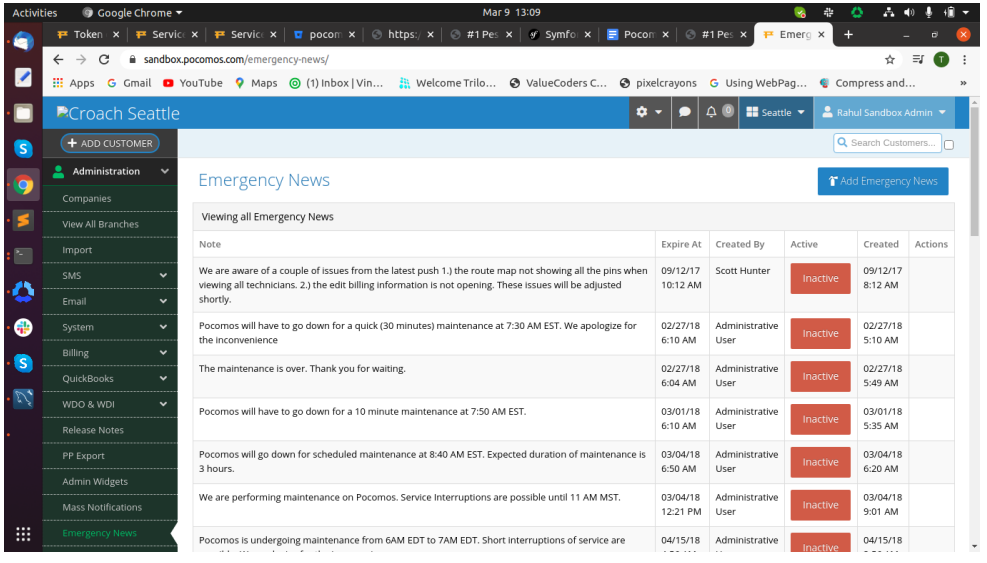 Activities
Google Chrome
Mar 9 13:09
Token
Service
Service
pocom
https:/
#1 Pes
Symfo
Pocom
#1 Pes
Emerg
sandbox.pocomos.com/emergency-news/
Apps
Gmail
YouTube
Maps
(1) Inbox | Vin...
Welcome Trilo...
ValueCoders C...
pixelcrayons
Using WebPag...
Compress and...
»
Croach Seattle
0
Seattle
Rahul Sandbox Admin
+ ADD CUSTOMER
Search Customers...
Administration
Companies
View All Branches
Import
SMS
Email
System
Billing
QuickBooks
WDO & WDI
Release Notes
PP Export
Admin Widgets
Mass Notifications
Emergency News
Emergency News
Add Emergency News
Viewing all Emergency News
Note Expire At Created By Active Created Actions
We are aware of a couple of issues from the latest push 1.) the route map not showing all the pins when 09/12/17 Scott Hunter Inactive 09/12/17
viewing all technicians. 2.) the edit billing information is not opening. These issues will be adjusted 10:12 AM 8:12 AM
shortly.
Pocomos will have to go down for a quick (30 minutes) maintenance at 7:30 AM EST. We apologize for 02/27/18 Administrative Inactive 02/27/18
the inconvenience 6:10 AM User 5:10 AM
The maintenance is over. Thank you for waiting. 02/27/18 Administrative Inactive 02/27/18
6:04 AM User 5:49 AM
Pocomos will have to go down for a 10 minute maintenance at 7:50 AM EST. 03/01/18 Administrative Inactive 03/01/18
6:10 AM User 5:35 AM
Pocomos will go down for scheduled maintenance at 8:40 AM EST. Expected duration of maintenance is 03/04/18 Administrative Inactive 03/04/18
3 hours. 6:50 AM User 6:20 AM
We are performing maintenance on Pocomos. Service Interruptions are possible until 11 AM MST. 03/04/18 Administrative Inactive 03/04/18
12:21 PM User 9:01 AM
Pocomos is undergoing maintenance from 6AM EDT to 7AM EDT. Short interruptions of service are 04/15/18 Administrative Inactive 04/15/18